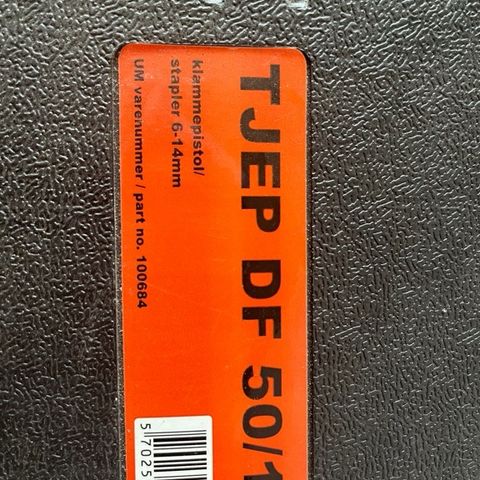 TJEP DF 50/1
klammepistol/
stapler 6-14mm
UM varenummer / part no. 100684
5 7025